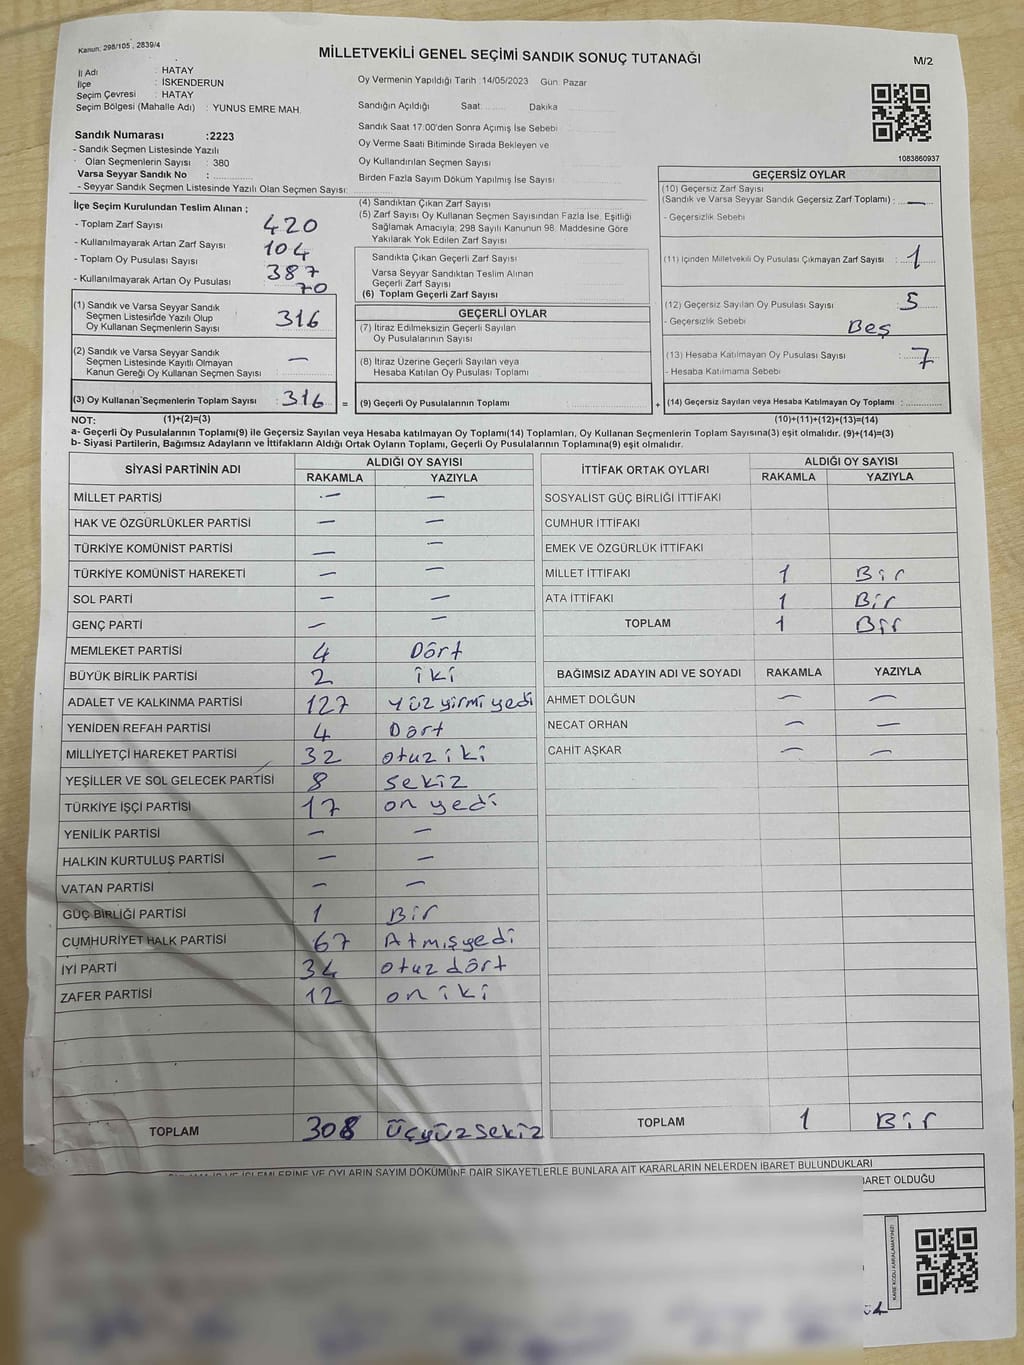 Kanun: 298/105 , 2839/4
MİLLETVEKİLİ GENEL SEÇİMİ SANDIK SONUÇ TUTANAĞI
M/2
İl Adı : HATAY
İlçe : İSKENDERUN
Seçim Çevresi : HATAY
Seçim Bölgesi (Mahalle Adı) : YUNUS EMRE MAH.
Sandık Numarası :2223
- Sandık Seçmen Listesinde Yazılı
Olan Seçmenlerin Sayısı : 380
Varsa Seyyar Sandık No :
- Seyyar Sandık Seçmen Listesinde Yazılı Olan Seçmen Sayısı:
Oy Vermenin Yapıldığı Tarih :14/05/2023 Gün: Pazar
Sandığın Açıldığı Saat: Dakika
Sandık Saat 17:00'den Sonra Açımış İse Sebebi
Oy Verme Saati Bitiminde Sırada Bekleyen ve
Oy Kullandırılan Seçmen Sayısı
Birden Fazla Sayım Döküm Yapılmış İse Sayısı
1083860937
İlçe Seçim Kurulundan Teslim Alınan ;
- Toplam Zarf Sayısı 420
- Kullanılmayarak Artan Zarf Sayısı 104
- Toplam Oy Pusulası Sayısı 387
- Kullanılmayarak Artan Oy Pusulası 70
(1) Sandık ve Varsa Seyyar Sandık
Seçmen Listesinde Yazılı Olup
Oy Kullanan Seçmenlerin Sayısı 316
(2) Sandık ve Varsa Seyyar Sandık
Seçmen Listesinde Kayıtlı Olmayan
Kanun Gereği Oy Kullanan Seçmen Sayısı : —
(3) Oy Kullanan Seçmenlerin Toplam Sayısı : 316 =
(4) Sandıktan Çıkan Zarf Sayısı
(5) Zarf Sayısı Oy Kullanan Seçmen Sayısından Fazla İse, Eşitliği
Sağlamak Amacıyla; 298 Sayılı Kanunun 98. Maddesine Göre
Yakılarak Yok Edilen Zarf Sayısı
Sandıkta Çıkan Geçerli Zarf Sayısı
Varsa Seyyar Sandıktan Teslim Alınan
Geçerli Zarf Sayısı
(6) Toplam Geçerli Zarf Sayısı
GEÇERLİ OYLAR
(7) İtiraz Edilmeksizin Geçerli Sayılan
Oy Pusulalarının Sayısı
(8) İtiraz Üzerine Geçerli Sayılan veya
Hesaba Katılan Oy Pusulası Toplamı
(9) Geçerli Oy Pusulalarının Toplamı +
GEÇERSİZ OYLAR
(10) Geçersiz Zarf Sayısı
(Sandık ve Varsa Seyyar Sandık Geçersiz Zarf Toplamı) : —
- Geçersizlik Sebebi
(11) İçinden Milletvekili Oy Pusulası Çıkmayan Zarf Sayısı : 1
(12) Geçersiz Sayılan Oy Pusulası Sayısı : 5
- Geçersizlik Sebebi Beş
(13) Hesaba Katılmayan Oy Pusulası Sayısı : 7
- Hesaba Katılmama Sebebi
(14) Geçersiz Sayılan veya Hesaba Katılmayan Oy Toplamı :
NOT: (1)+(2)=(3) (10)+(11)+(12)+(13)=(14)
a- Geçerli Oy Pusulalarının Toplamı(9) ile Geçersiz Sayılan veya Hesaba katılmayan Oy Toplamı(14) Toplamları, Oy Kullanan Seçmenlerin Toplam Sayısına(3) eşit olmalıdır. (9)+(14)=(3)
b- Siyasi Partilerin, Bağımsız Adayların ve İttifakların Aldığı Ortak Oyların Toplamı, Geçerli Oy Pusulalarının Toplamına(9) eşit olmalıdır.
SİYASİ PARTİNİN ADI ALDIĞI OY SAYISI
RAKAMLA YAZIYLA
MİLLET PARTİSİ — —
HAK VE ÖZGÜRLÜKLER PARTİSİ — —
TÜRKİYE KOMÜNİST PARTİSİ — —
TÜRKİYE KOMÜNİST HAREKETİ — —
SOL PARTİ — —
GENÇ PARTİ — —
MEMLEKET PARTİSİ 4 Dört
BÜYÜK BİRLİK PARTİSİ 2 iki
ADALET VE KALKINMA PARTİSİ 127 Yüz yirmi yedi
YENİDEN REFAH PARTİSİ 4 Dört
MİLLİYETÇİ HAREKET PARTİSİ 32 otuz iki
YEŞİLLER VE SOL GELECEK PARTİSİ 8 Sekiz
TÜRKİYE İŞÇİ PARTİSİ 17 on yedi
YENİLİK PARTİSİ — —
HALKIN KURTULUŞ PARTİSİ — —
VATAN PARTİSİ — —
GÜÇ BİRLİĞİ PARTİSİ 1 Bir
CUMHURİYET HALK PARTİSİ 67 Atmışyedi
İYİ PARTİ 34 otuz dört
ZAFER PARTİSİ 12 on iki
TOPLAM 308 Üçyüzsekiz
İTTİFAK ORTAK OYLARI ALDIĞI OY SAYISI
RAKAMLA YAZIYLA
SOSYALİST GÜÇ BİRLİĞİ İTTİFAKI
CUMHUR İTTİFAKI
EMEK VE ÖZGÜRLÜK İTTİFAKI
MİLLET İTTİFAKI 1 Bir
ATA İTTİFAKI 1 Bir
TOPLAM 1 Bir
BAĞIMSIZ ADAYIN ADI VE SOYADI RAKAMLA YAZIYLA
AHMET DOLĞUN — —
NECAT ORHAN — —
CAHİT AŞKAR — —
TOPLAM 1 Bir
İŞLEMLERİNE VE OYLARIN SAYIM DÖKÜMÜNE DAİR ŞİKAYETLERLE BUNLARA AİT KARARLARIN NELERDEN İBARET BULUNDUKLARI
BARET OLDUĞU
KARE KODU KARALAMAYINIZ!